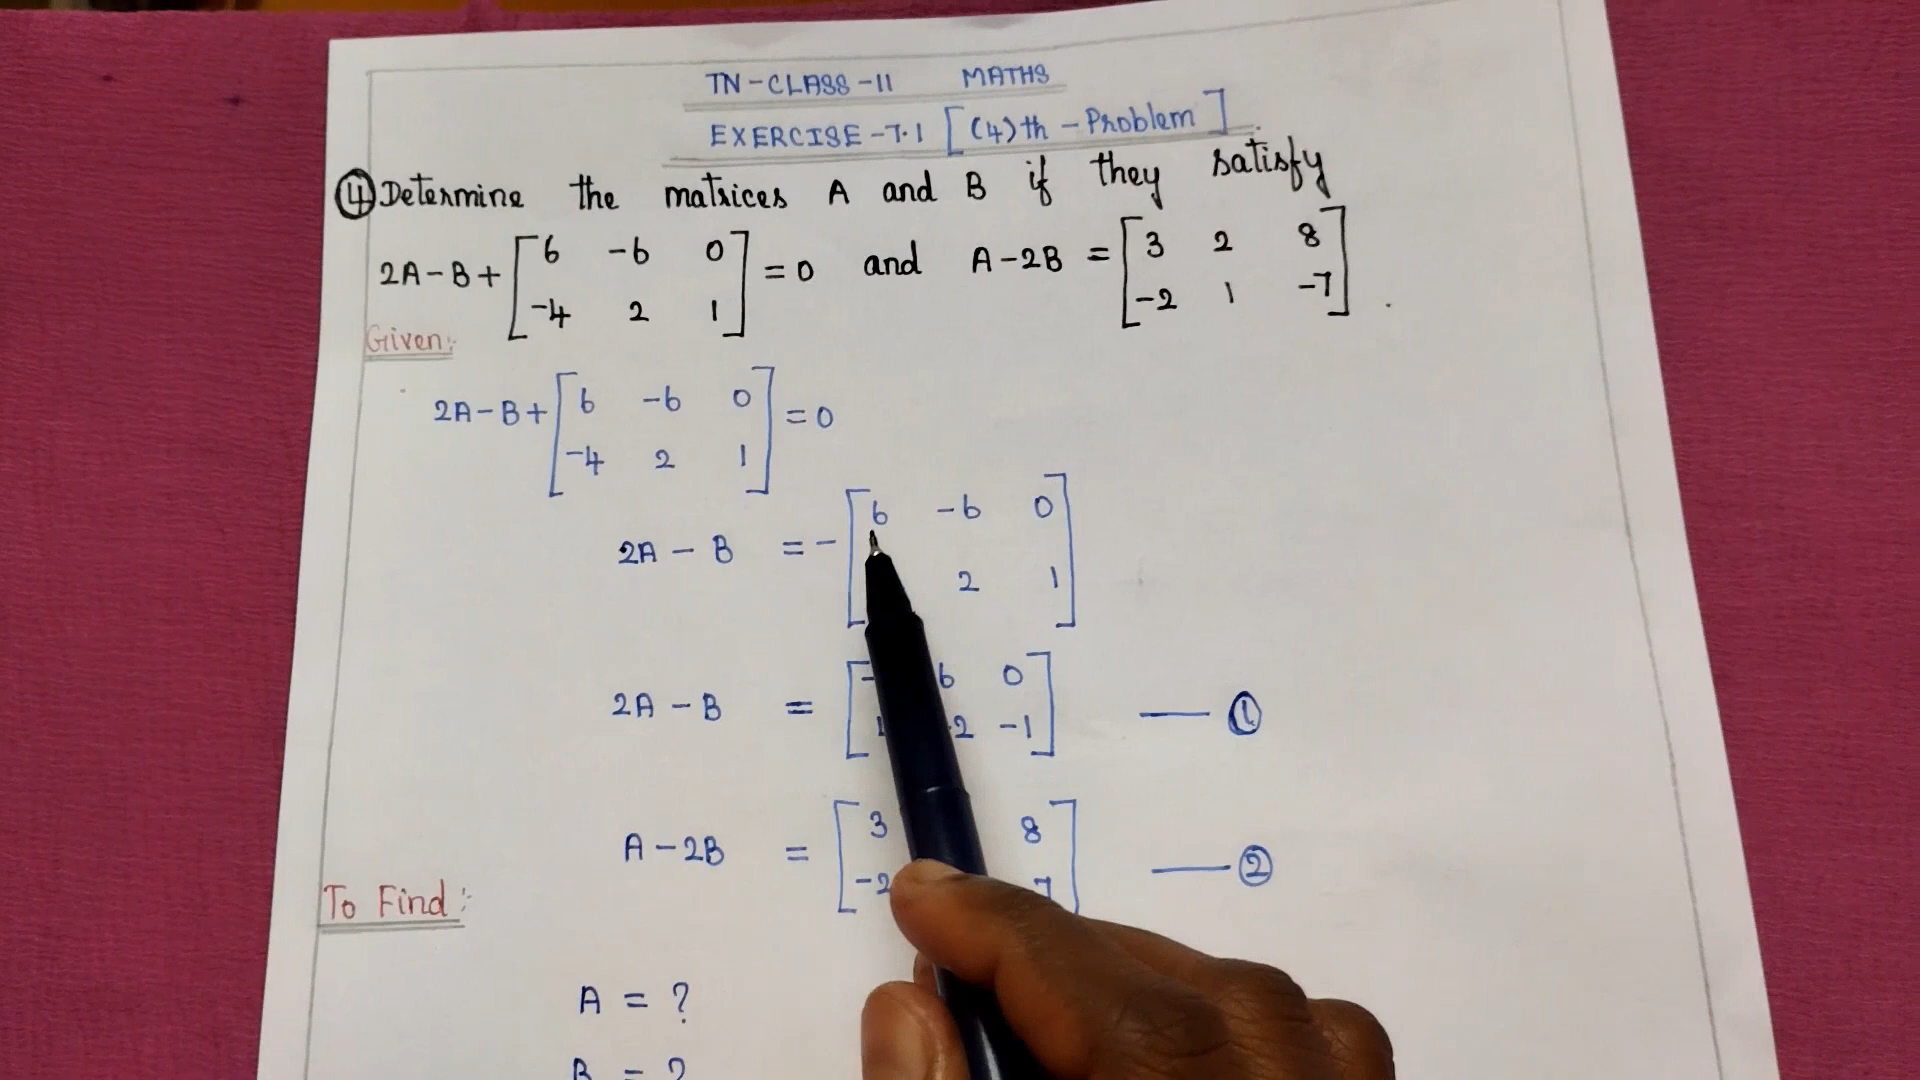 TN-CLASS-11 MATHS
EXERCISE-7.1 [(4)th-Problem].
④ Determine the matrices A and B if they satisfy
2A-B+[6 -6 0 -4 2 1]=0 and A-2B=[3 2 8 -2 1 -7].
Given:
2A-B+[6 -6 0 -4 2 1]=0
2A-B =-[6 -6 0 2 1]
2A-B = [- 6 0 -2 -1] — ①
A-2B = [3 8 -2 7] — ②
To Find:
A = ?
B = ?